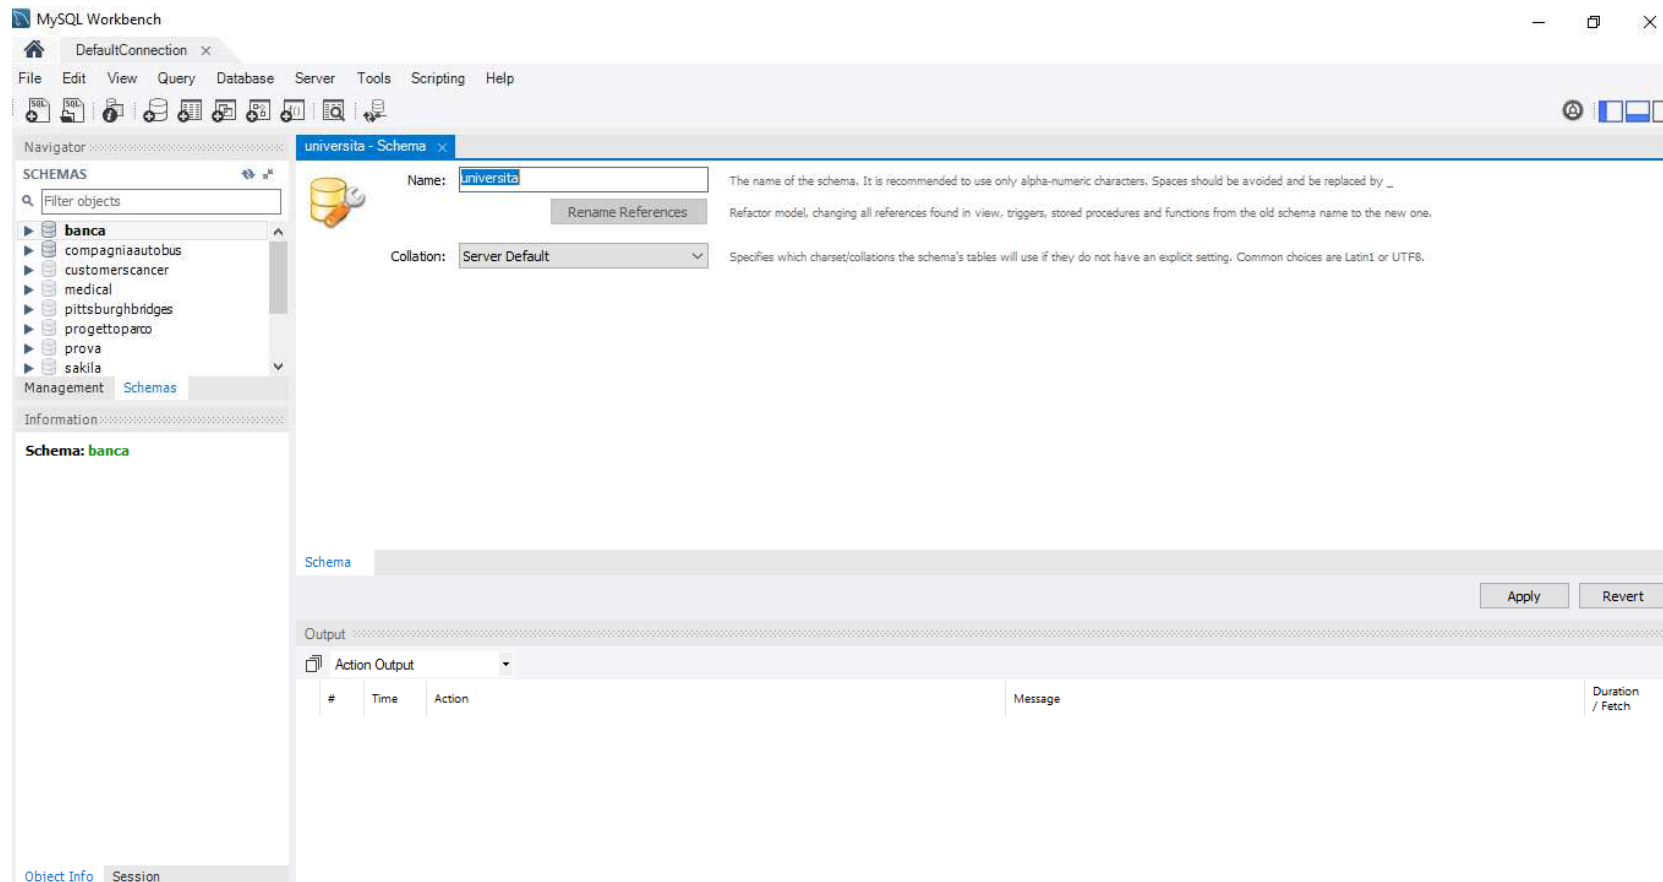 MySQL Workbench
DefaultConnection
File Edit View Query Database Server Tools Scripting Help
Navigator
SCHEMAS
Filter objects
banca
compagniaautobus
customerscancer
medical
pittsburghbridges
progettoparco
prova
sakila
Management Schemas
Information
Schema: banca
Object Info Session
universita - Schema
Name: universita
The name of the schema. It is recommended to use only alpha-numeric characters. Spaces should be avoided and be replaced by _
Rename References
Refactor model, changing all references found in view, triggers, stored procedures and functions from the old schema name to the new one.
Collation: Server Default
Specifies which charset/collations the schema's tables will use if they do not have an explicit setting. Common choices are Latin1 or UTF8.
Schema
Apply Revert
Output
Action Output
# Time Action Message Duration
/ Fetch